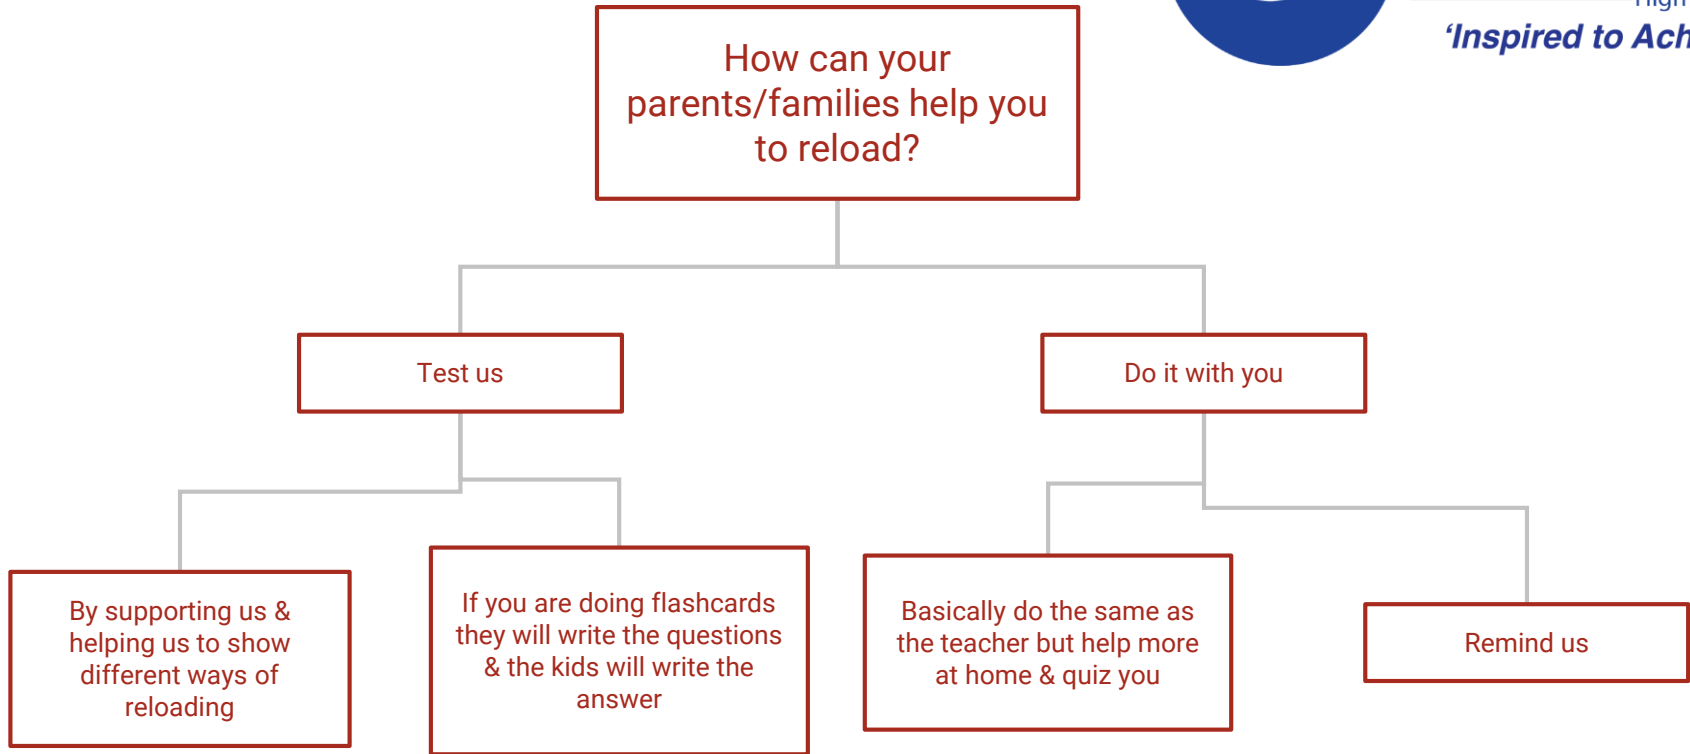 High
‘Inspired to Ach
How can your
parents/families help you
to reload?
Test us
Do it with you
By supporting us &
helping us to show
different ways of
reloading
If you are doing flashcards
they will write the questions
& the kids will write the
answer
Basically do the same as
the teacher but help more
at home & quiz you
Remind us